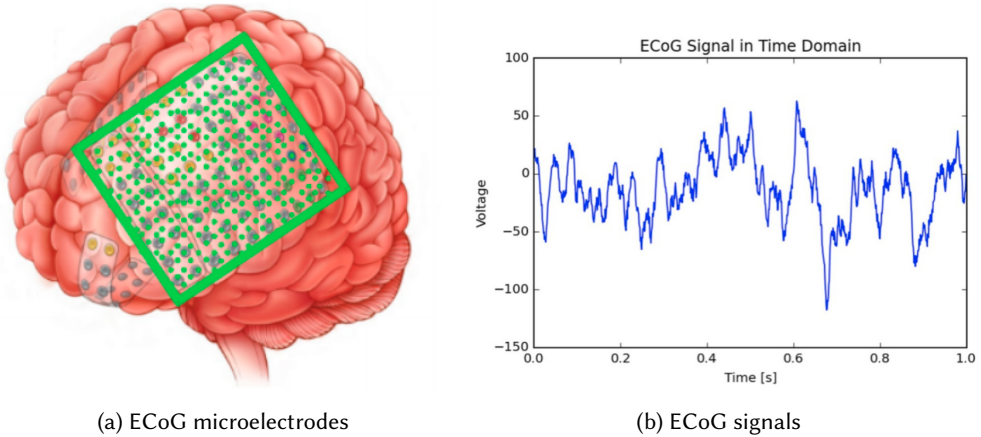 ECoG Signal in Time Domain
100
50
0
−50
−100
−150
Voltage
0.0 0.2 0.4 0.6 0.8 1.0
Time [s]
(a) ECoG microelectrodes
(b) ECoG signals